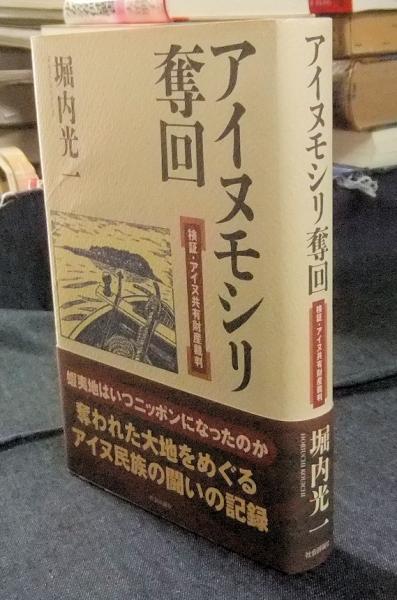 アイヌモシリ
奪回
検証・アイヌ共有財産裁判
堀内光一
蝦夷地はいつニッポンになったのか
奪われた大地をめぐる
アイヌ民族の闘いの記録
アイヌモシリ奪回
検証・アイヌ共有財産裁判
堀内光一
HORIUCHI KOUICHI
社会評論社